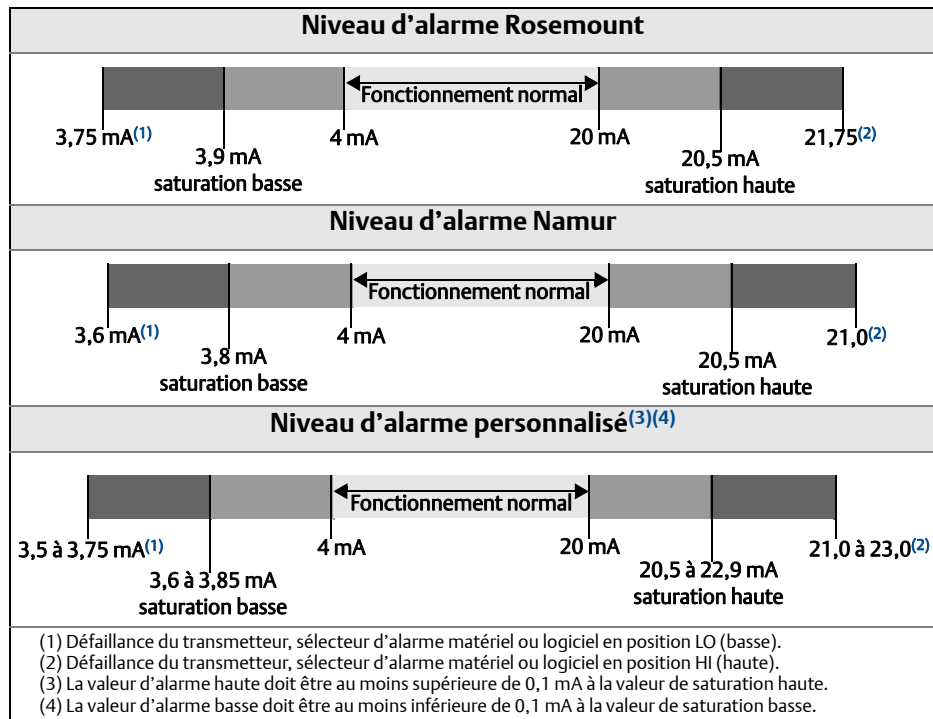 Niveau d'alarme Rosemount
Fonctionnement normal
3,75 mA(1)
3,9 mA
saturation basse
4 mA
20 mA
20,5 mA
saturation haute
21,75(2)
Niveau d'alarme Namur
Fonctionnement normal
3,6 mA(1)
3,8 mA
saturation basse
4 mA
20 mA
20,5 mA
saturation haute
21,0(2)
Niveau d'alarme personnalisé(3)(4)
Fonctionnement normal
3,5 à 3,75 mA(1)
3,6 à 3,85 mA
saturation basse
4 mA
20 mA
20,5 à 22,9 mA
saturation haute
21,0 à 23,0(2)
(1) Défaillance du transmetteur, sélecteur d'alarme matériel ou logiciel en position LO (basse).
(2) Défaillance du transmetteur, sélecteur d'alarme matériel ou logiciel en position HI (haute).
(3) La valeur d'alarme haute doit être au moins supérieure de 0,1 mA à la valeur de saturation haute.
(4) La valeur d'alarme basse doit être au moins inférieure de 0,1 mA à la valeur de saturation basse.